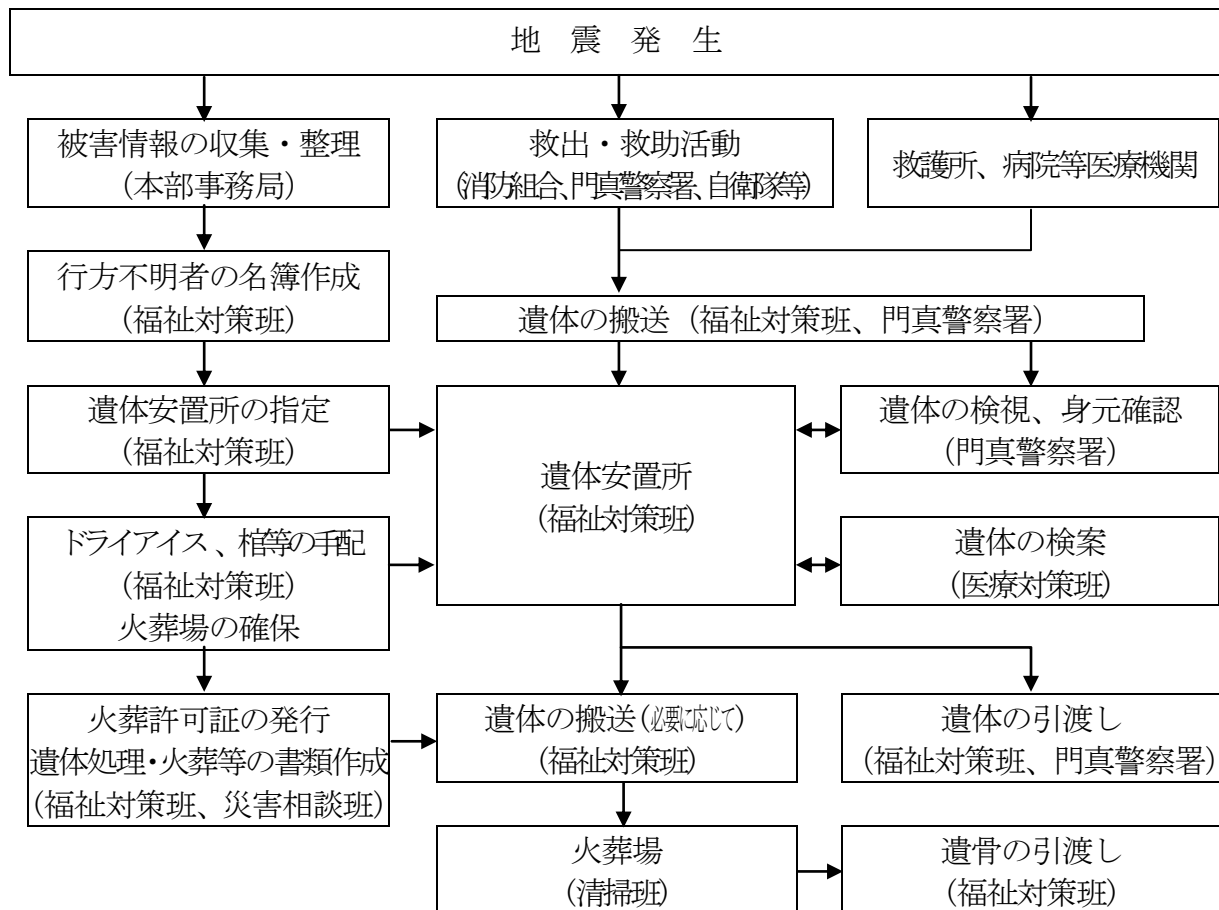 地 震 発 生
被害情報の収集・整理
(本部事務局)
救出・救助活動
(消防組合、門真警察署、自衛隊等)
救護所、病院等医療機関
行方不明者の名簿作成
(福祉対策班)
遺体の搬送 (福祉対策班、門真警察署)
遺体安置所の指定
(福祉対策班)
遺体安置所
(福祉対策班)
遺体の検視、身元確認
(門真警察署)
ドライアイス、棺等の手配
(福祉対策班)
火葬場の確保
遺体の検案
(医療対策班)
火葬許可証の発行
遺体処理・火葬等の書類作成
(福祉対策班、災害相談班)
遺体の搬送(必要に応じて)
(福祉対策班)
遺体の引渡し
(福祉対策班、門真警察署)
火葬場
(清掃班)
遺骨の引渡し
(福祉対策班)